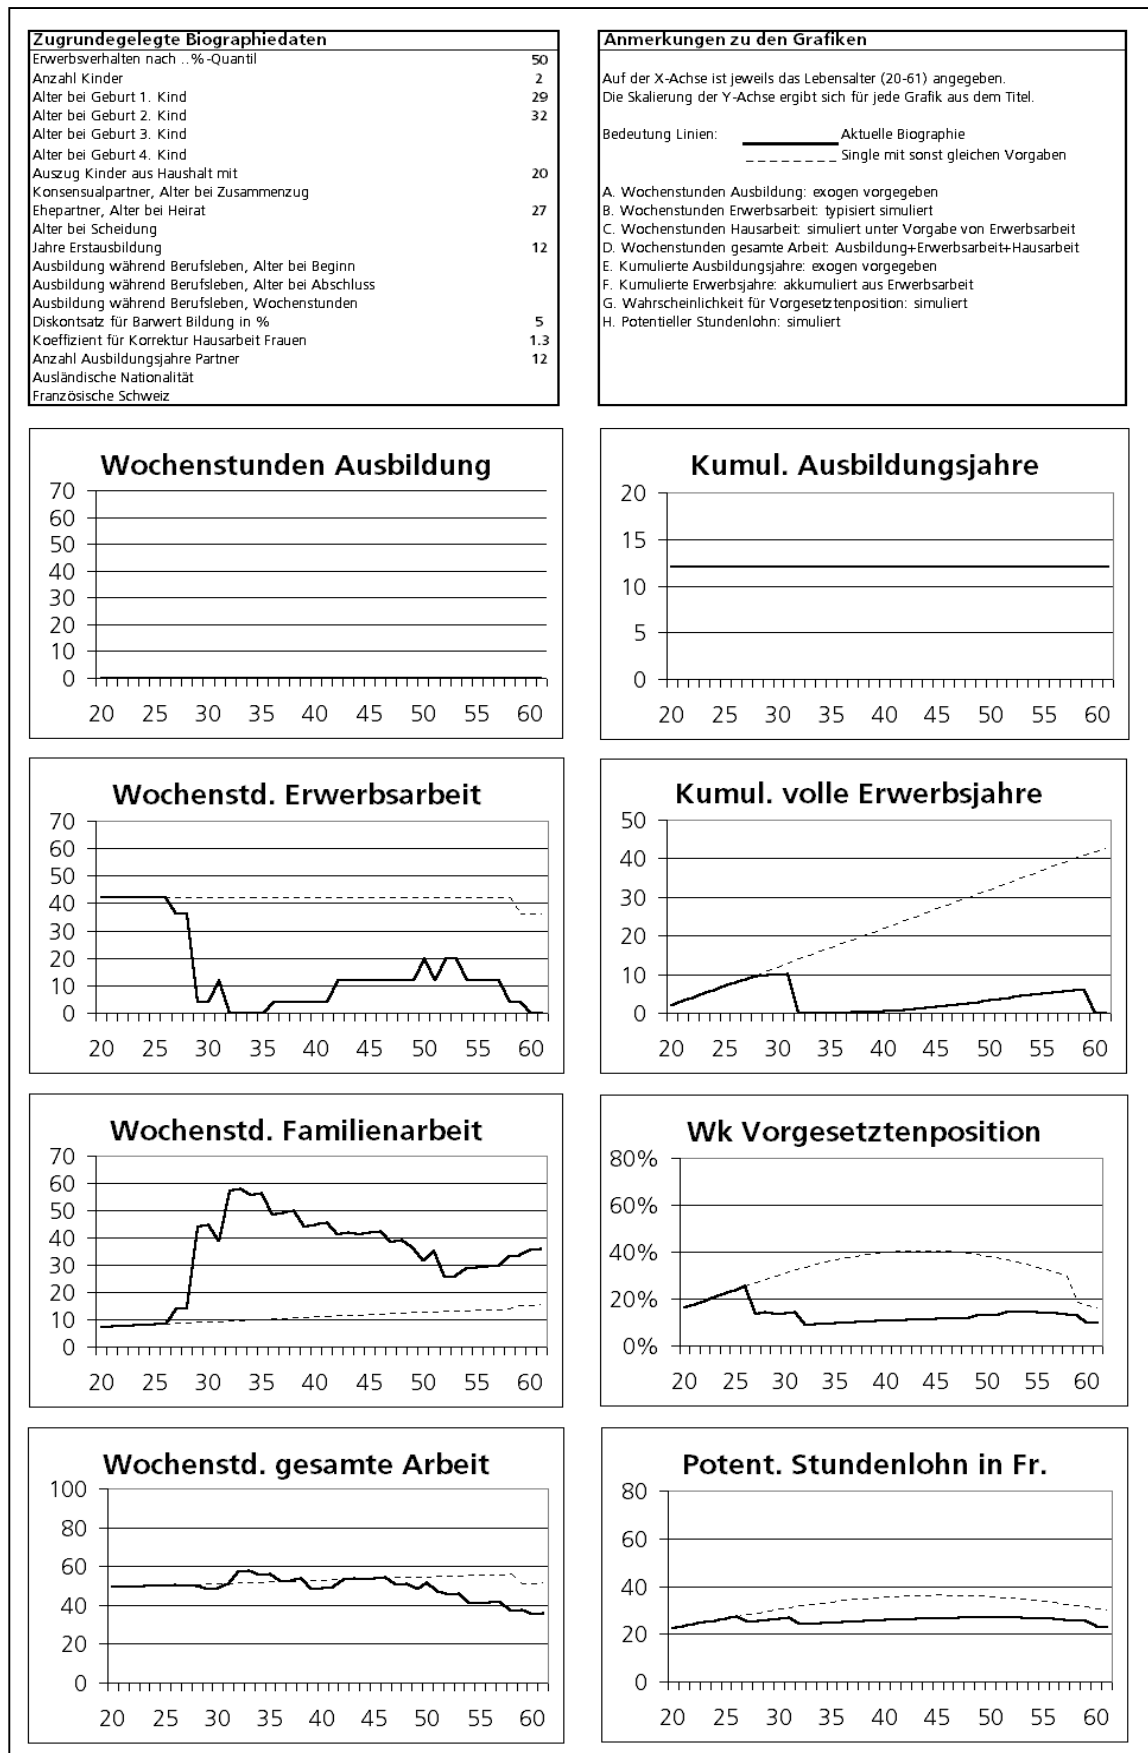 Zugrundegelegte Biographiedaten
Erwerbsverhalten nach ..%-Quantil 50
Anzahl Kinder 2
Alter bei Geburt 1. Kind 29
Alter bei Geburt 2. Kind 32
Alter bei Geburt 3. Kind
Alter bei Geburt 4. Kind
Auszug Kinder aus Haushalt mit 20
Konsensualpartner, Alter bei Zusammenzug
Ehepartner, Alter bei Heirat 27
Alter bei Scheidung
Jahre Erstausbildung 12
Ausbildung während Berufsleben, Alter bei Beginn
Ausbildung während Berufsleben, Alter bei Abschluss
Ausbildung während Berufsleben, Wochenstunden
Diskontsatz für Barwert Bildung in % 5
Koeffizient für Korrektur Hausarbeit Frauen 1.3
Anzahl Ausbildungsjahre Partner 12
Ausländische Nationalität
Französische Schweiz
Anmerkungen zu den Grafiken
Auf der X-Achse ist jeweils das Lebensalter (20-61) angegeben.
Die Skalierung der Y-Achse ergibt sich für jede Grafik aus dem Titel.
Bedeutung Linien: Aktuelle Biographie
Single mit sonst gleichen Vorgaben
A. Wochenstunden Ausbildung: exogen vorgegeben
B. Wochenstunden Erwerbsarbeit: typisiert simuliert
C. Wochenstunden Hausarbeit: simuliert unter Vorgabe von Erwerbsarbeit
D. Wochenstunden gesamte Arbeit: Ausbildung+Erwerbsarbeit+Hausarbeit
E. Kumulierte Ausbildungsjahre: exogen vorgegeben
F. Kumulierte Erwerbsjahre: akkumuliert aus Erwerbsarbeit
G. Wahrscheinlichkeit für Vorgesetztenposition: simuliert
H. Potentieller Stundenlohn: simuliert
Wochenstunden Ausbildung
70
60
50
40
30
20
10
0
20 25 30 35 40 45 50 55 60
Kumul. Ausbildungsjahre
20
15
10
5
0
20 25 30 35 40 45 50 55 60
Wochenstd. Erwerbsarbeit
70
60
50
40
30
20
10
0
20 25 30 35 40 45 50 55 60
Kumul. volle Erwerbsjahre
50
40
30
20
10
0
20 25 30 35 40 45 50 55 60
Wochenstd. Familienarbeit
70
60
50
40
30
20
10
0
20 25 30 35 40 45 50 55 60
Wk Vorgesetztenposition
80%
60%
40%
20%
0%
20 25 30 35 40 45 50 55 60
Wochenstd. gesamte Arbeit
100
80
60
40
20
0
20 25 30 35 40 45 50 55 60
Potent. Stundenlohn in Fr.
80
60
40
20
0
20 25 30 35 40 45 50 55 60